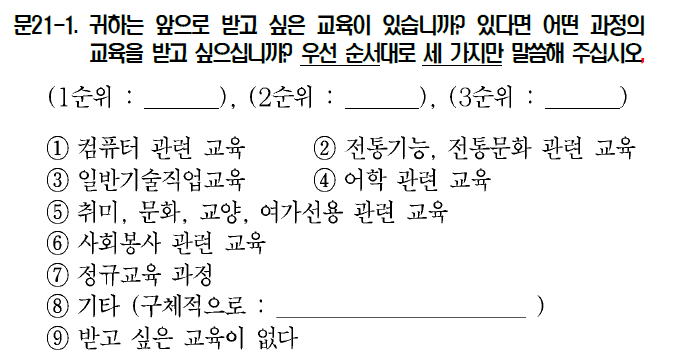 문21-1. 귀하는 앞으로 받고 싶은 교육이 있습니까? 있다면 어떤 과정의
교육을 받고 싶으십니까? 우선 순서대로 세 가지만 말씀해 주십시오.
(1순위 : ______), (2순위 : ______), (3순위 : ______)
① 컴퓨터 관련 교육 ② 전통기능, 전통문화 관련 교육
③ 일반기술직업교육 ④ 어학 관련 교육
⑤ 취미, 문화, 교양, 여가선용 관련 교육
⑥ 사회봉사 관련 교육
⑦ 정규교육 과정
⑧ 기타 (구체적으로 : ____________________ )
⑨ 받고 싶은 교육이 없다